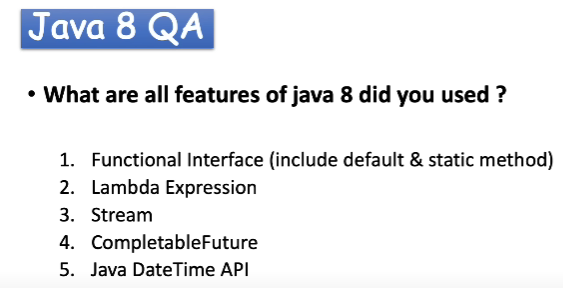 Java 8 QA
• What are all features of java 8 did you used ?
1. Functional Interface (include default & static method)
2. Lambda Expression
3. Stream
4. CompletableFuture
5. Java DateTime API